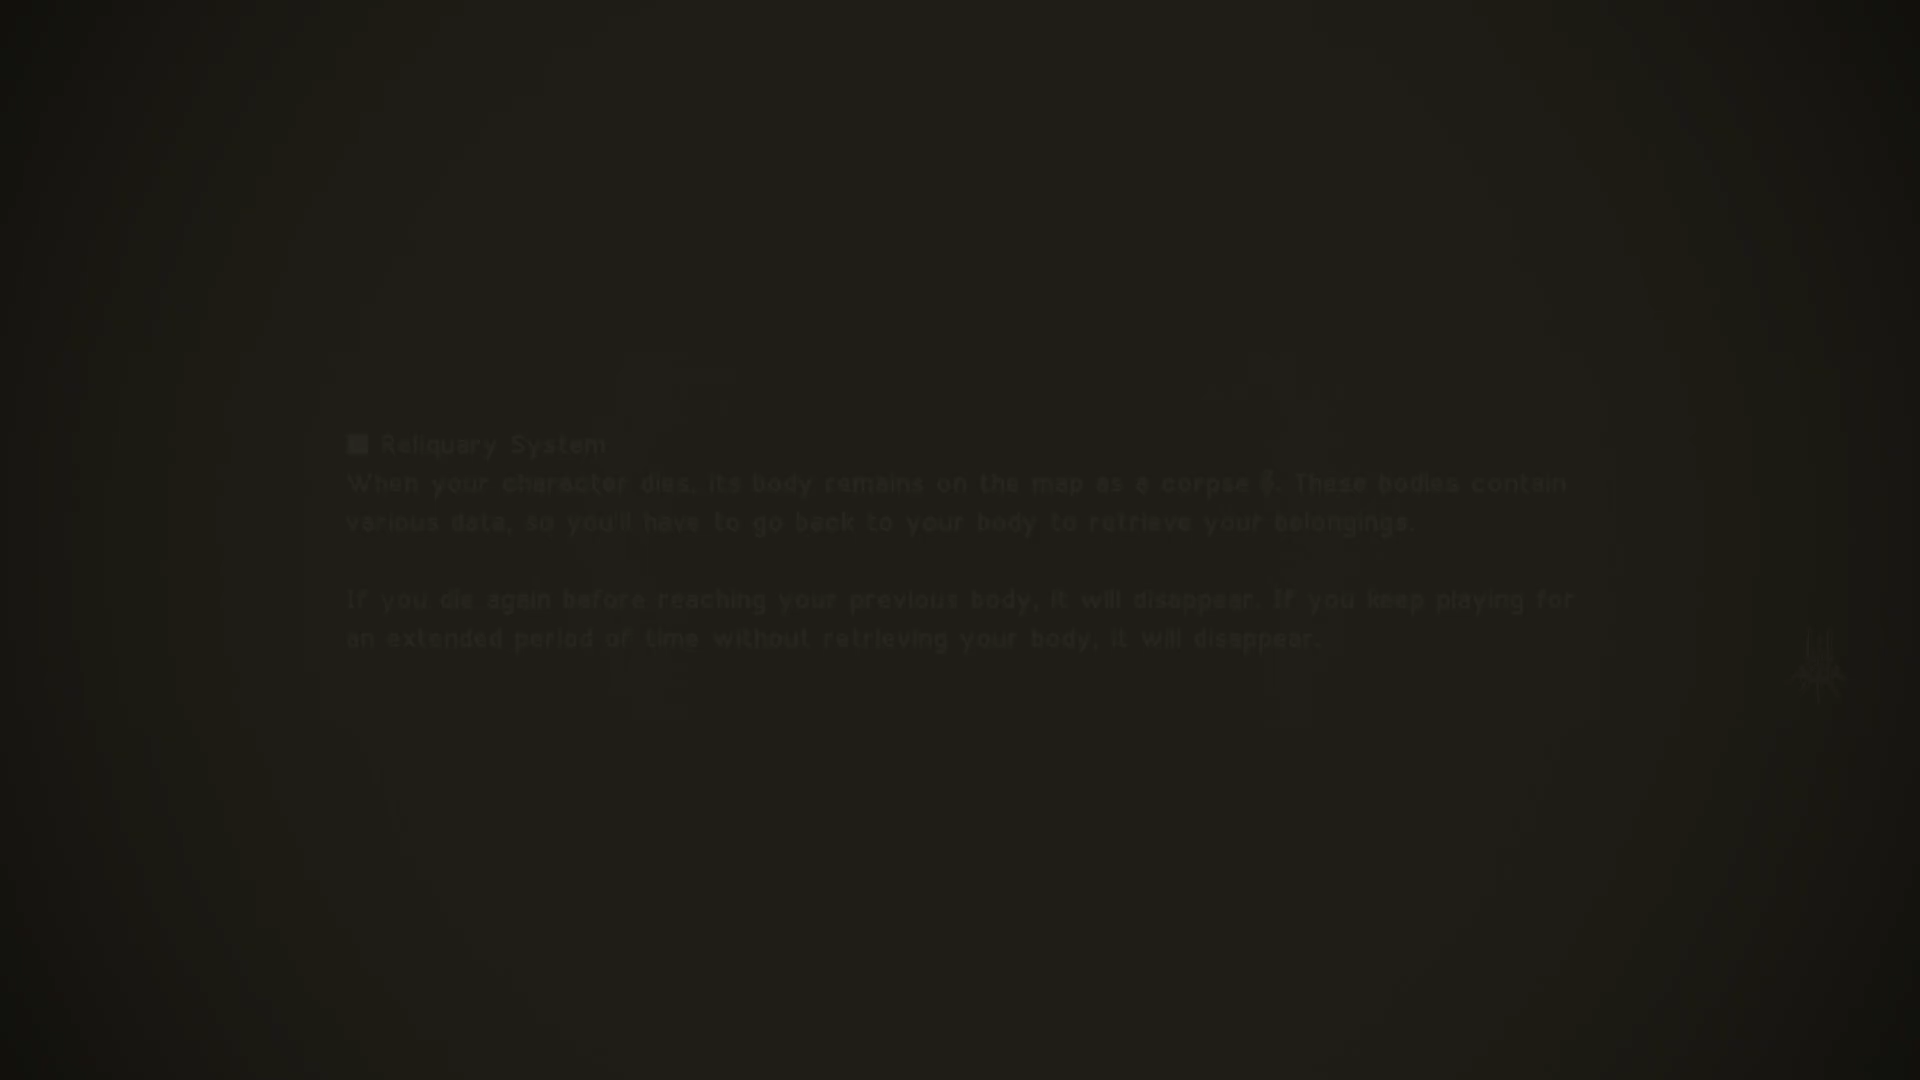 ■ Reliquary System
When your character dies, its body remains on the map as a corpse. These bodies contain
various data, so you'll have to go back to your body to retrieve your belongings.
If you die again before reaching your previous body, it will disappear. If you keep playing for
an extended period of time without retrieving your body, it will disappear.